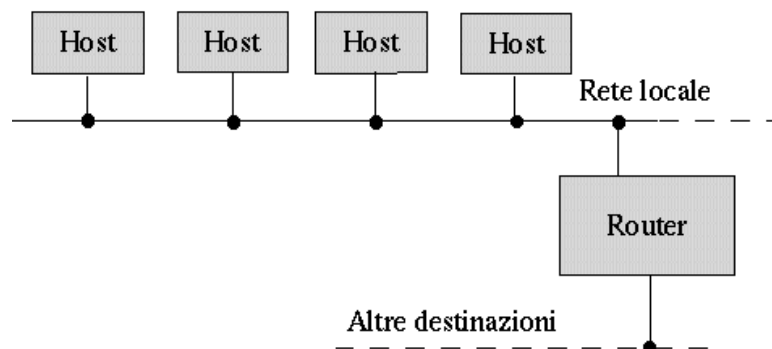 Host
Host
Host
Host
Rete locale
Router
Altre destinazioni